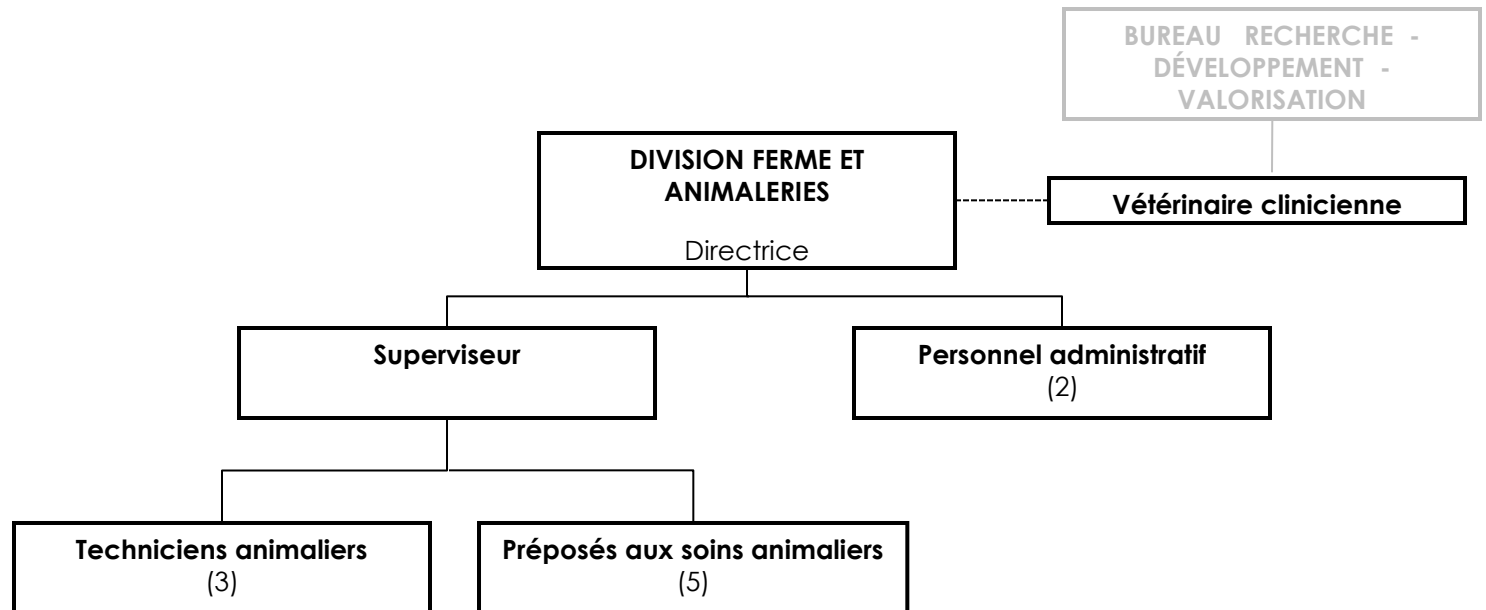 BUREAU RECHERCHE -
DÉVELOPPEMENT -
VALORISATION
DIVISION FERME ET
ANIMALERIES
Directrice
Vétérinaire clinicienne
Superviseur
Personnel administratif
(2)
Techniciens animaliers
(3)
Préposés aux soins animaliers
(5)